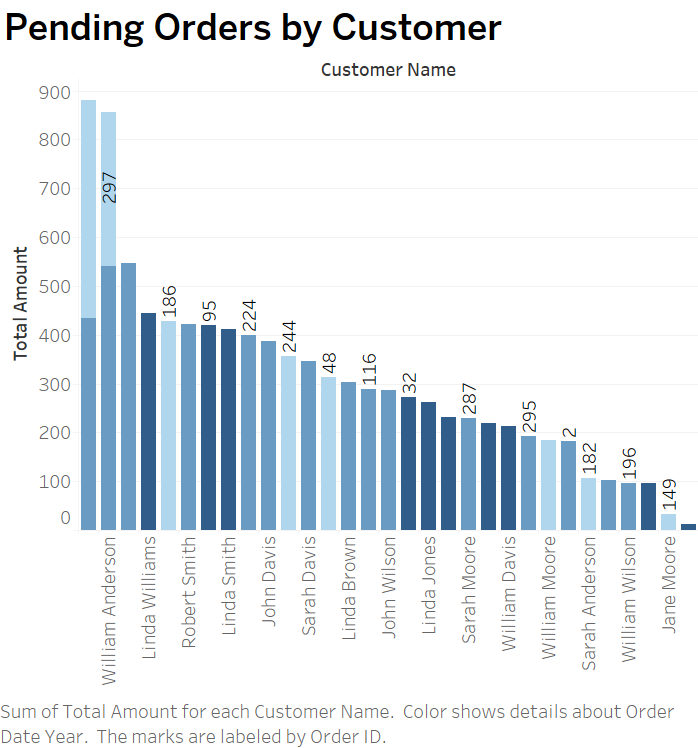 Pending Orders by Customer
Customer Name
Total Amount
900
800
700
600
500
400
300
200
100
0
297
186
95
224
244
48
116
32
287
295
2
182
196
149
William Anderson
Linda Williams
Robert Smith
Linda Smith
John Davis
Sarah Davis
Linda Brown
John Wilson
Linda Jones
Sarah Moore
William Davis
William Moore
Sarah Anderson
William Wilson
Jane Moore
Sum of Total Amount for each Customer Name.  Color shows details about Order
Date Year.  The marks are labeled by Order ID.